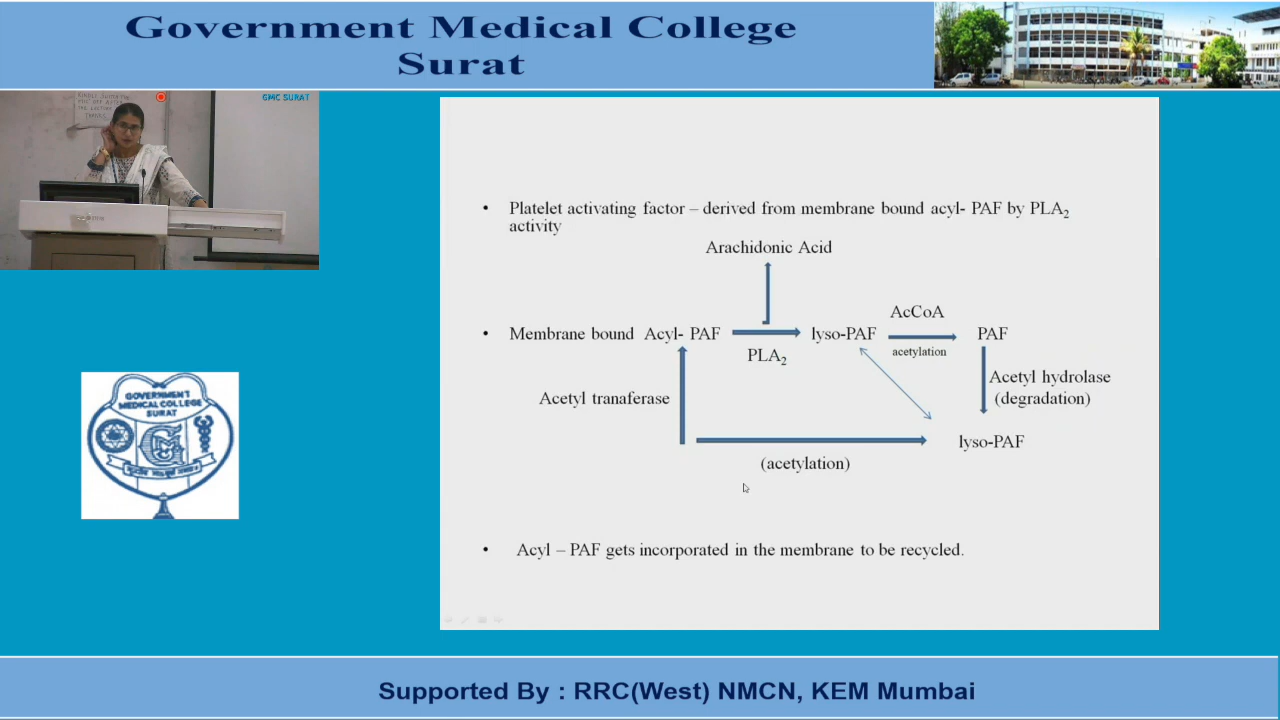 Government Medical College
Surat
KINDLY SWITCH
GMC SURAT
• Platelet activating factor – derived from membrane bound acyl- PAF by PLA2
activity
Arachidonic Acid
AcCoA
• Membrane bound Acyl- PAF
lyso-PAF
PAF
PLA2
acetylation
Acetyl hydrolase
(degradation)
Acetyl tranaferase
lyso-PAF
(acetylation)
GOVERNMENT
MEDICAL COLLEGE
SURAT
• Acyl – PAF gets incorporated in the membrane to be recycled.
Supported By : RRC(West) NMCN, KEM Mumbai